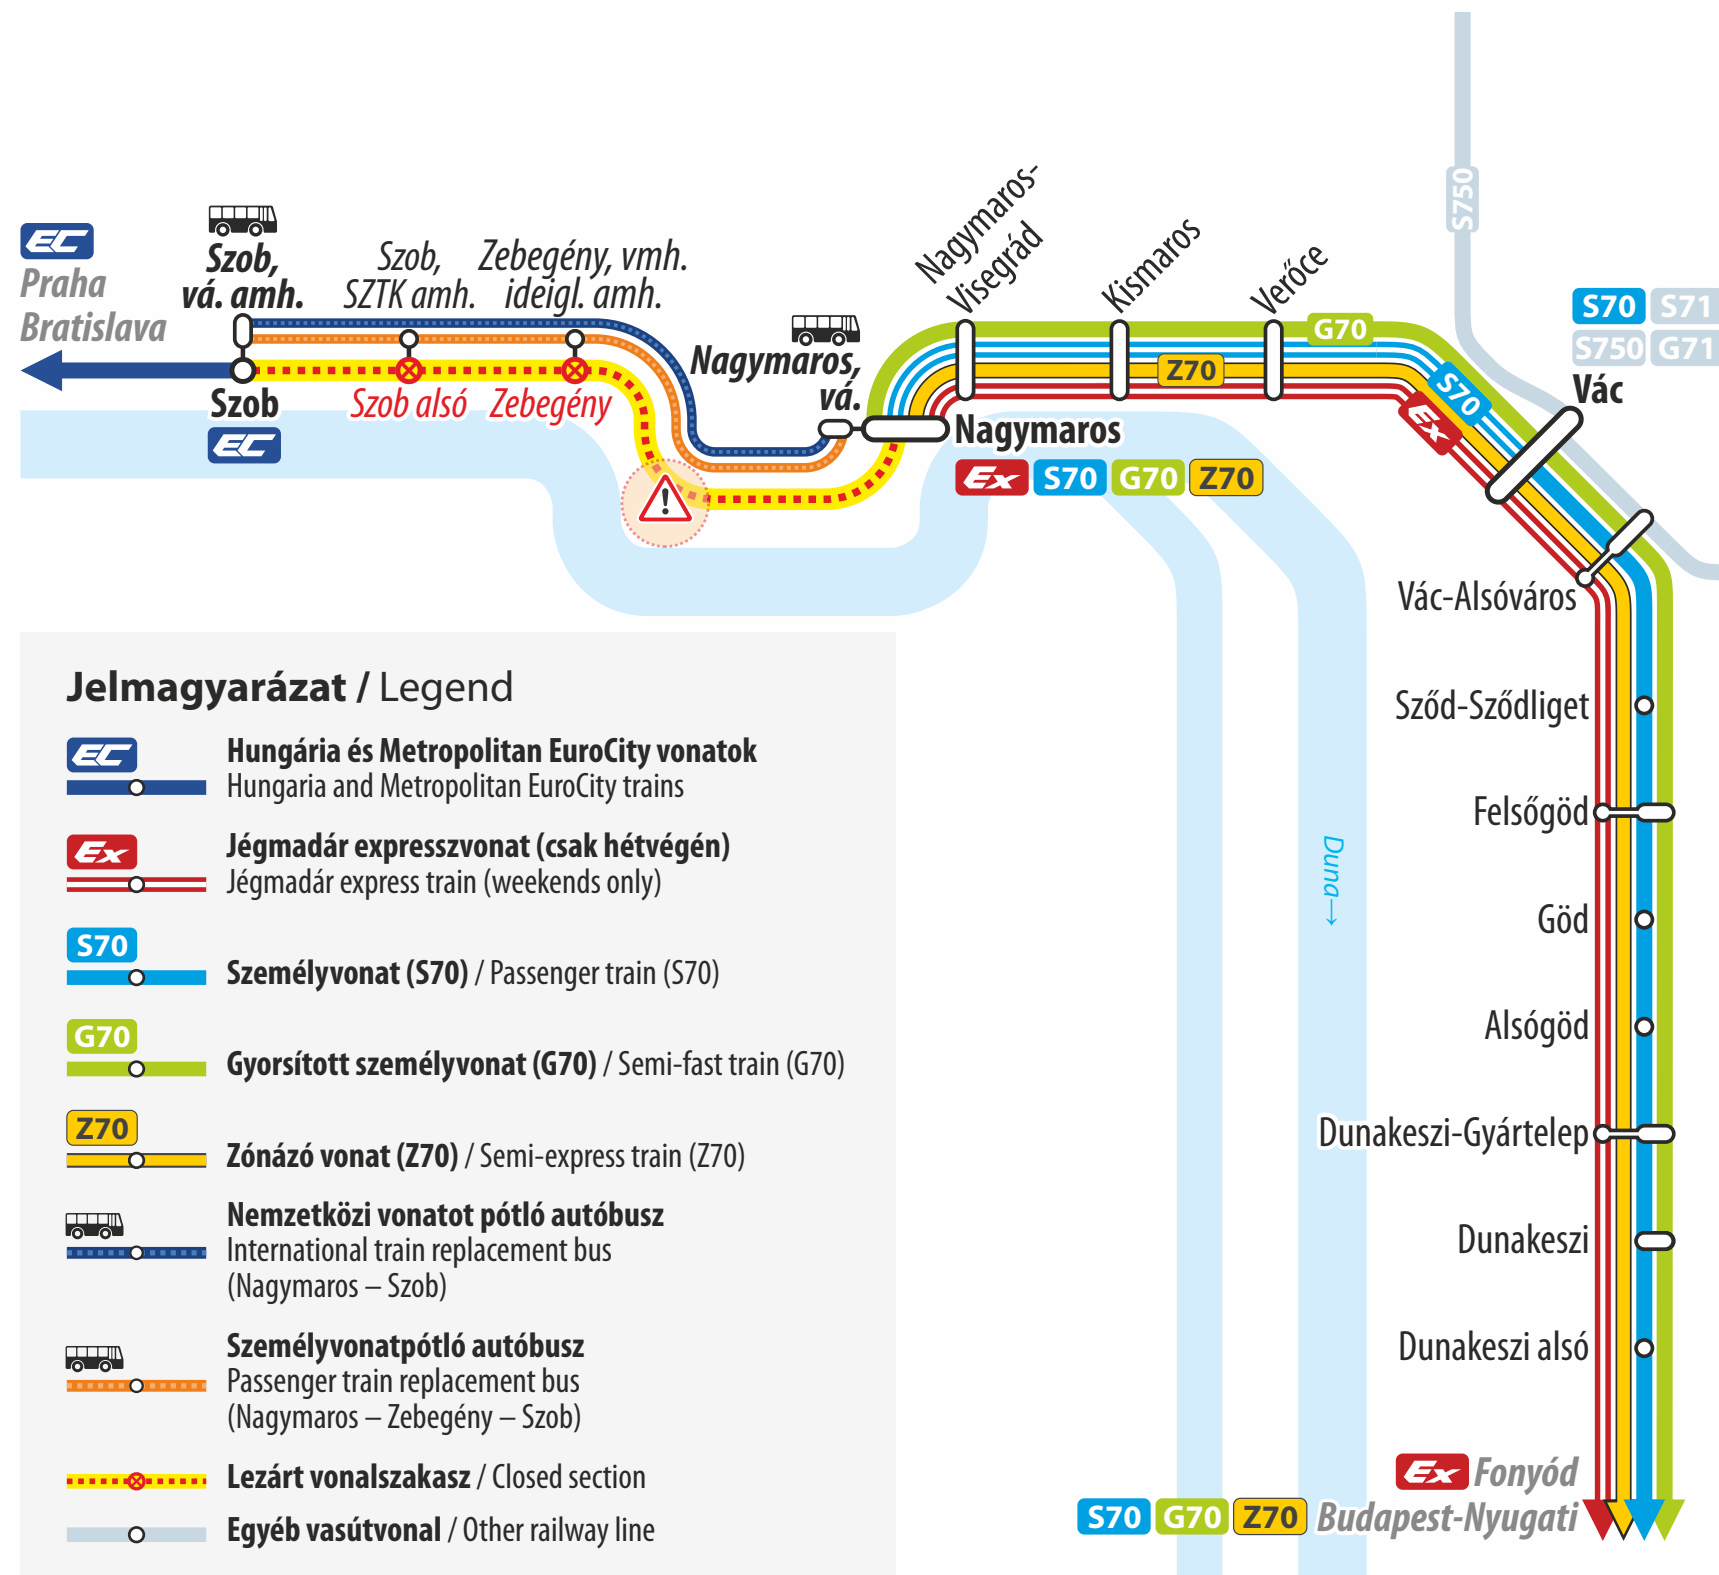 EC
Praha
Bratislava
Szob,
vá. amh.
Szob,
SZTK amh.
Zebegény, vmh.
ideigl. amh.
Szob
EC
Szob alsó
Zebegény
!
Nagymaros,
vá.
Nagymaros
Ex S70 G70 Z70
Nagymaros-
Visegrád
Kismaros
Verőce
G70
Z70
S70
Ex
S750
S70 S71
S750 G71
Vác
Vác-Alsóváros
Sződ-Sződliget
Felsőgöd
Göd
Alsógöd
Dunakeszi-Gyártelep
Dunakeszi
Dunakeszi alsó
Duna→
Ex Fonyód
S70 G70 Z70 Budapest-Nyugati
Jelmagyarázat / Legend
EC
Hungária és Metropolitan EuroCity vonatok
Hungaria and Metropolitan EuroCity trains
Ex
Jégmadár expresszvonat (csak hétvégén)
Jégmadár express train (weekends only)
S70
Személyvonat (S70) / Passenger train (S70)
G70
Gyorsított személyvonat (G70) / Semi-fast train (G70)
Z70
Zónázó vonat (Z70) / Semi-express train (Z70)
Nemzetközi vonatot pótló autóbusz
International train replacement bus
(Nagymaros – Szob)
Személyvonatpótló autóbusz
Passenger train replacement bus
(Nagymaros – Zebegény – Szob)
Lezárt vonalszakasz / Closed section
Egyéb vasútvonal / Other railway line